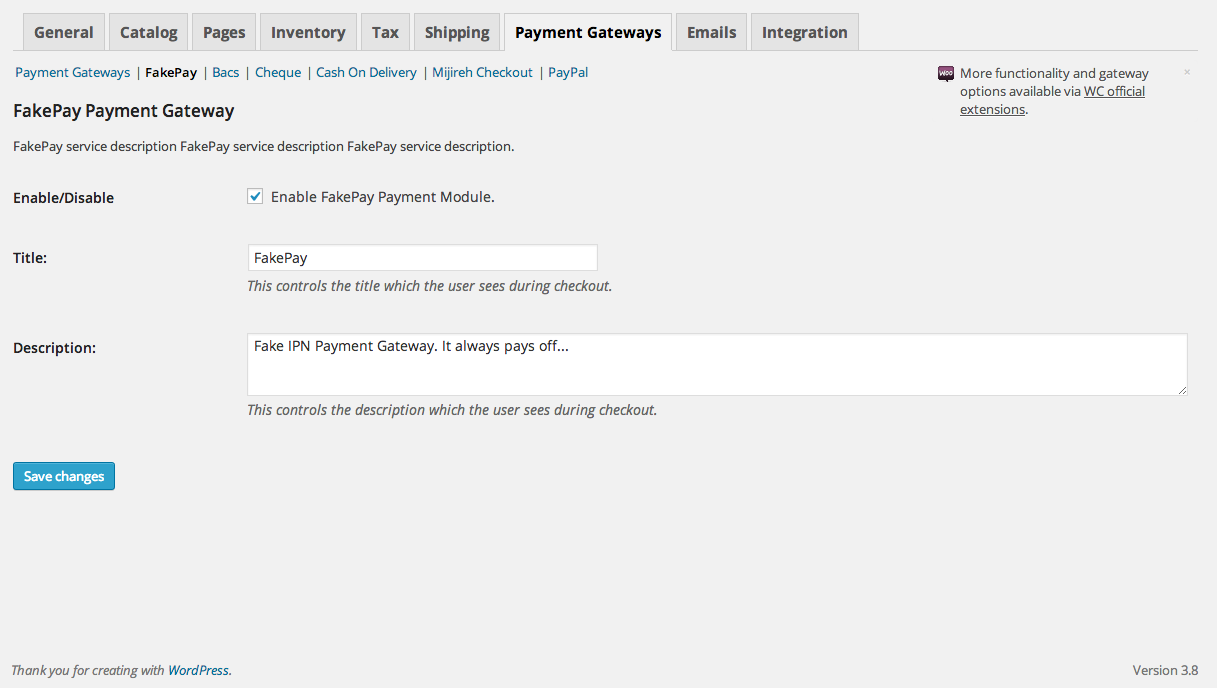 General Catalog Pages Inventory Tax Shipping Payment Gateways Emails Integration
Payment Gateways | FakePay | Bacs | Cheque | Cash On Delivery | Mijireh Checkout | PayPal
woo More functionality and gateway
options available via WC official
extensions.
×
FakePay Payment Gateway
FakePay service description FakePay service description FakePay service description.
Enable/Disable Enable FakePay Payment Module.
Title: FakePay
This controls the title which the user sees during checkout.
Description: Fake IPN Payment Gateway. It always pays off...
This controls the description which the user sees during checkout.
Save changes
Thank you for creating with WordPress. Version 3.8